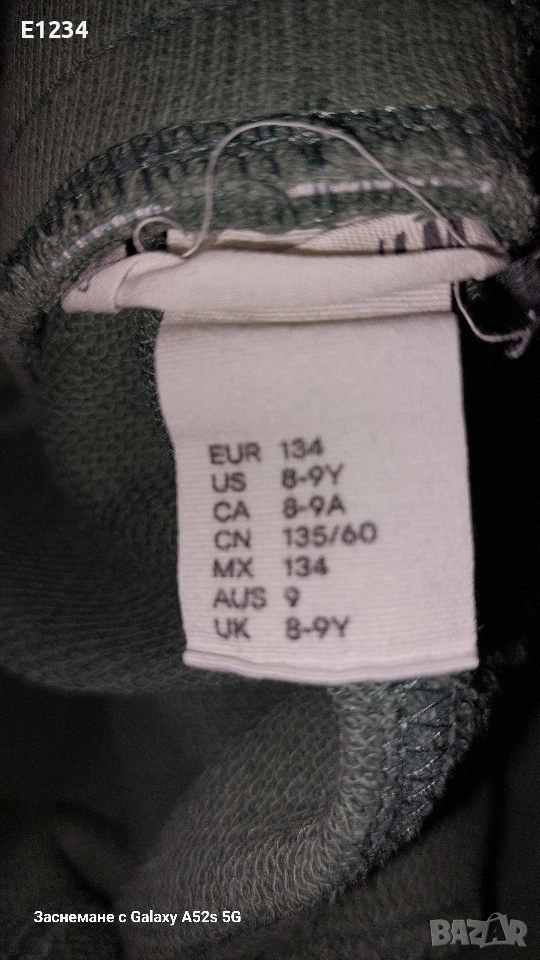 E1234
EUR 134
US 8-9Y
CA 8-9A
CN 135/60
MX 134
AUS 9
UK 8-9Y
Заснемане с Galaxy A52s 5G
BAZAR